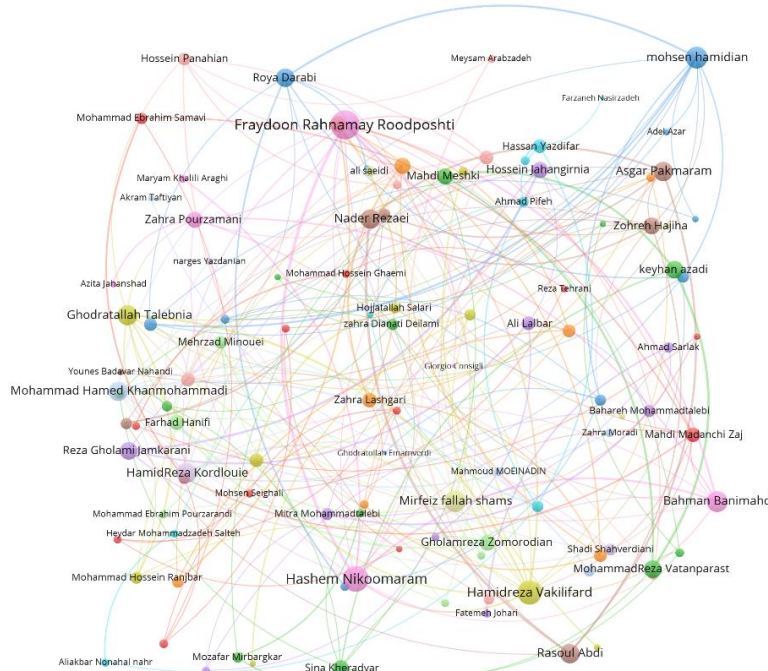 Hossein Panahian
Meysam Arabzadeh
mohsen hamidian
Roya Darabi
Farzaneh Nasirzadeh
Mohammad Ebrahim Samavi
Fraydoon Rahnamay Roodposhti
Adel Azar
Hassan Yazdifar
ali saeidi
Mahdi Meshki
Hossein Jahangirnia
Asgar Pakmaram
Maryam Khalili Araghi
Akram Taftiyan
Ahmad Pifeh
Zahra Pourzamani
Nader Rezaei
Zohreh Hajiha
narges Yazdanian
Mohammad Hossein Ghaemi
keyhan azadi
Azita Jahanshad
Reza Tehrani
Ghodratallah Talebnia
Hojjatallah Salari
zahra Dianati Deilami
Ali Lalbar
Mehrzad Minouei
Ahmad Sarlak
Younes Badavar Nahandi
Giorgio Consigli
Mohammad Hamed Khanmohammadi
Zahra Lashgari
Bahareh Mohammadtalebi
Farhad Hanifi
Zahra Moradi
Mahdi Madanchi Zaj
Reza Gholami Jamkarani
Ghodratollah Emamverdi
HamidReza Kordlouie
Mahmoud MOEINADIN
Mohsen Seighali
Mirfeiz fallah shams
Bahman Banimaho
Mohammad Ebrahim Pourzarandi
Mitra Mohammadtalebi
Heydar Mohammadzadeh Salteh
Gholamreza Zomorodian
Shadi Shahverdiani
MohammadReza Vatanparast
Mohammad Hossein Ranjbar
Hashem Nikoomaram
Hamidreza Vakilifard
Fatemeh Johari
Rasoul Abdi
Aliakbar Nonahal nahr
Mozafar Mirbargkar
Sina Kheradyar